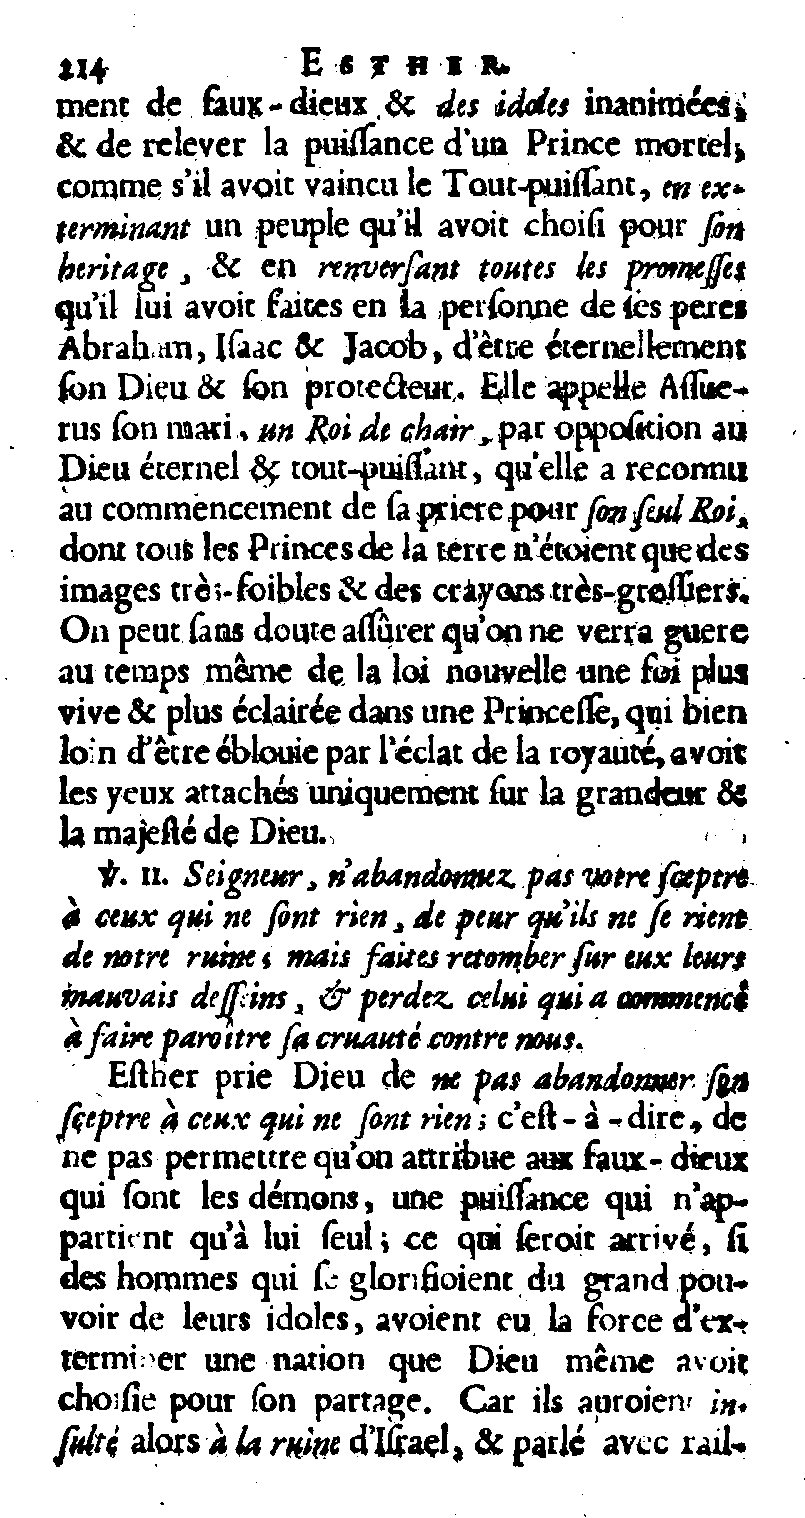 214 ESTHER.
ment de faux-dieux & des idoles inanimées;
& de relever la puiſſance d'un Prince mortel,
comme s'il avoit vaincu le Tout-puiſſant, en ex-
terminant un peuple qu'il avoit choiſi pour ſon
heritage, & en renverſant toutes les promeſſes
qu'il lui avoit faites en la perſonne de ſes peres
Abraham, Iſaac & Jacob, d'être éternellement
ſon Dieu & ſon protecteur. Elle appelle Aſſue-
rus ſon mari, un Roi de chair, par oppoſition au
Dieu éternel & tout-puiſſant, qu'elle a reconnu
au commencement de ſa priere pour ſon ſeul Roi,
dont tous les Princes de la terre n'étoient que des
images très-foibles & des crayons très-groſſiers.
On peut ſans doute aſſûrer qu'on ne verra guere
au temps même de la loi nouvelle une foi plus
vive & plus éclairée dans une Princeſſe, qui bien
loin d'être éblouie par l'éclat de la royauté, avoit
les yeux attachés uniquement ſur la grandeur &
la majeſté de Dieu.
℣. 11. Seigneur, n'abandonnez pas votre ſceptre
à ceux qui ne ſont rien, de peur qu'ils ne ſe rient
de notre ruine; mais faites retomber ſur eux leurs
mauvais deſſeins, & perdez celui qui a commencé
à faire paroître ſa cruauté contre nous.
Eſther prie Dieu de ne pas abandonner ſon
ſceptre à ceux qui ne ſont rien; c'eſt-à-dire, de
ne pas permettre qu'on attribue aux faux-dieux
qui ſont les démons, une puiſſance qui n'ap-
partient qu'à lui ſeul; ce qui ſeroit arrivé, ſi
des hommes qui ſe glorifioient du grand pou-
voir de leurs idoles, avoient eu la force d'ex-
terminer une nation que Dieu même avoit
choiſie pour ſon partage. Car ils auroient in-
ſulté alors à la ruine d'Iſrael, & parlé avec rail-